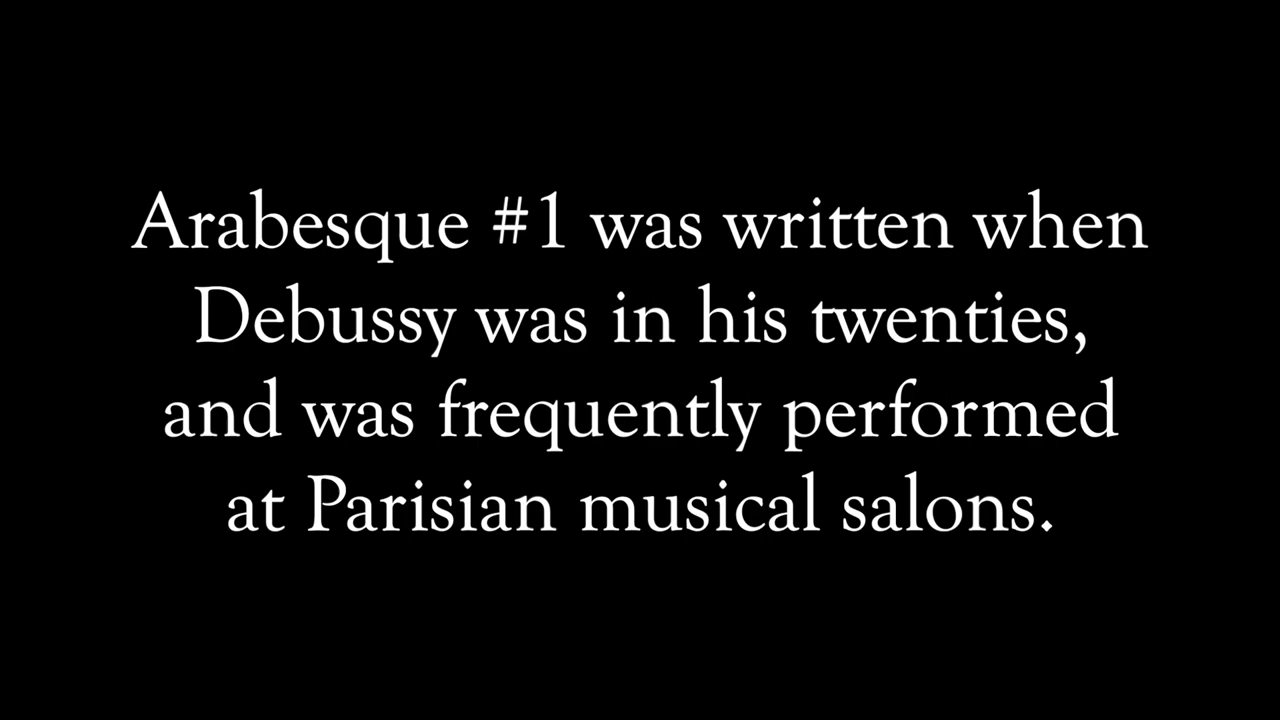 Arabesque #1 was written when
Debussy was in his twenties,
and was frequently performed
at Parisian musical salons.